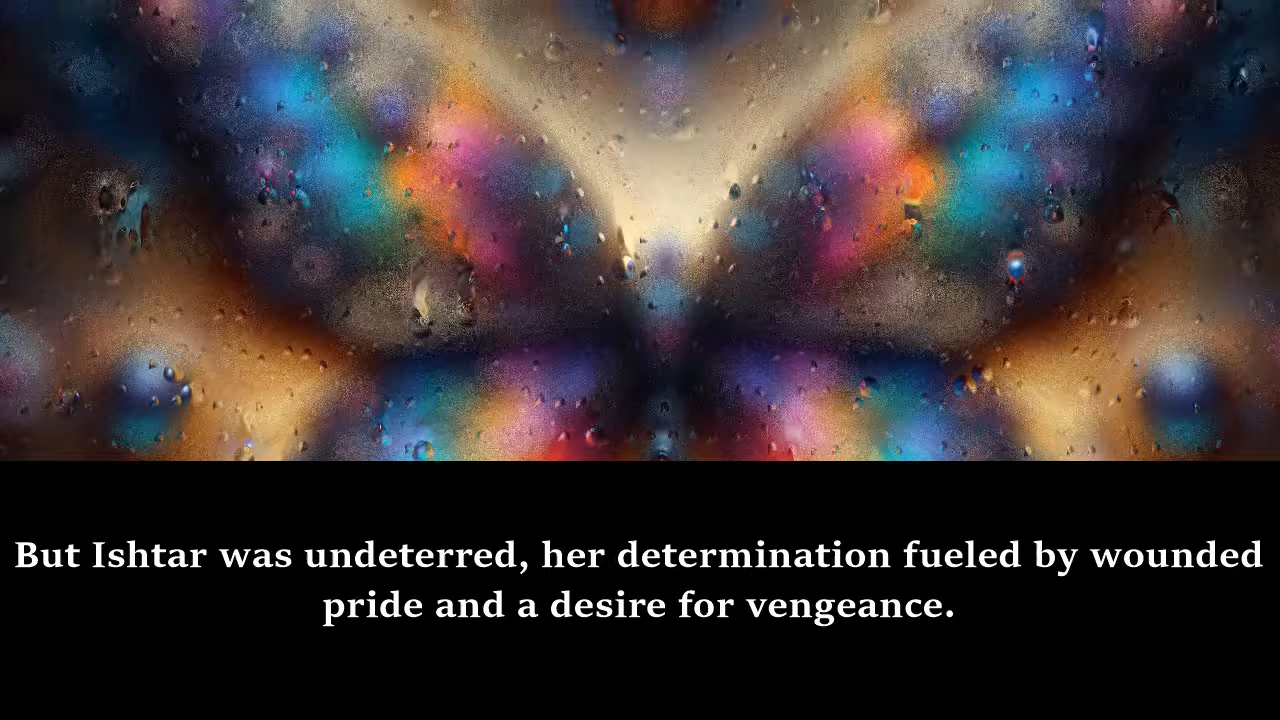 But Ishtar was undeterred, her determination fueled by wounded
pride and a desire for vengeance.